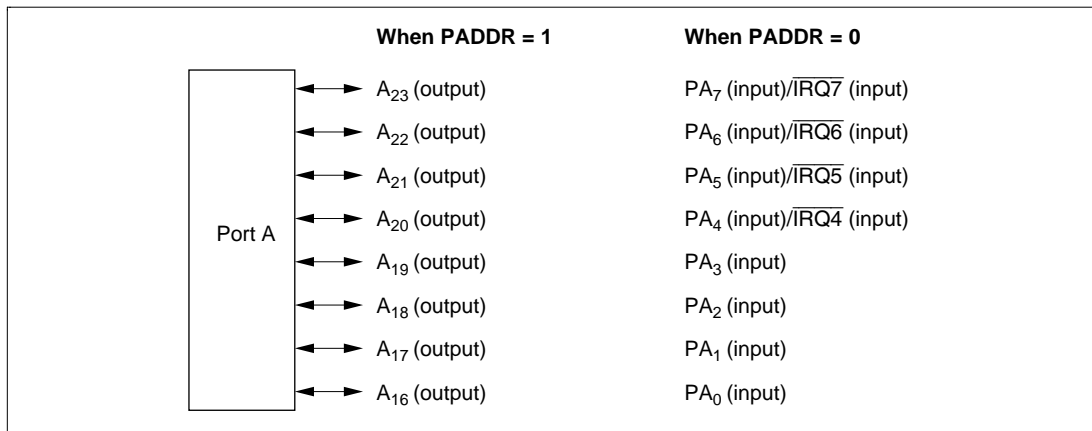 When PADDR = 1 When PADDR = 0
A23 (output) PA7 (input)/IRQ7 (input)
A22 (output) PA6 (input)/IRQ6 (input)
A21 (output) PA5 (input)/IRQ5 (input)
A20 (output) PA4 (input)/IRQ4 (input)
Port A
A19 (output) PA3 (input)
A18 (output) PA2 (input)
A17 (output) PA1 (input)
A16 (output) PA0 (input)